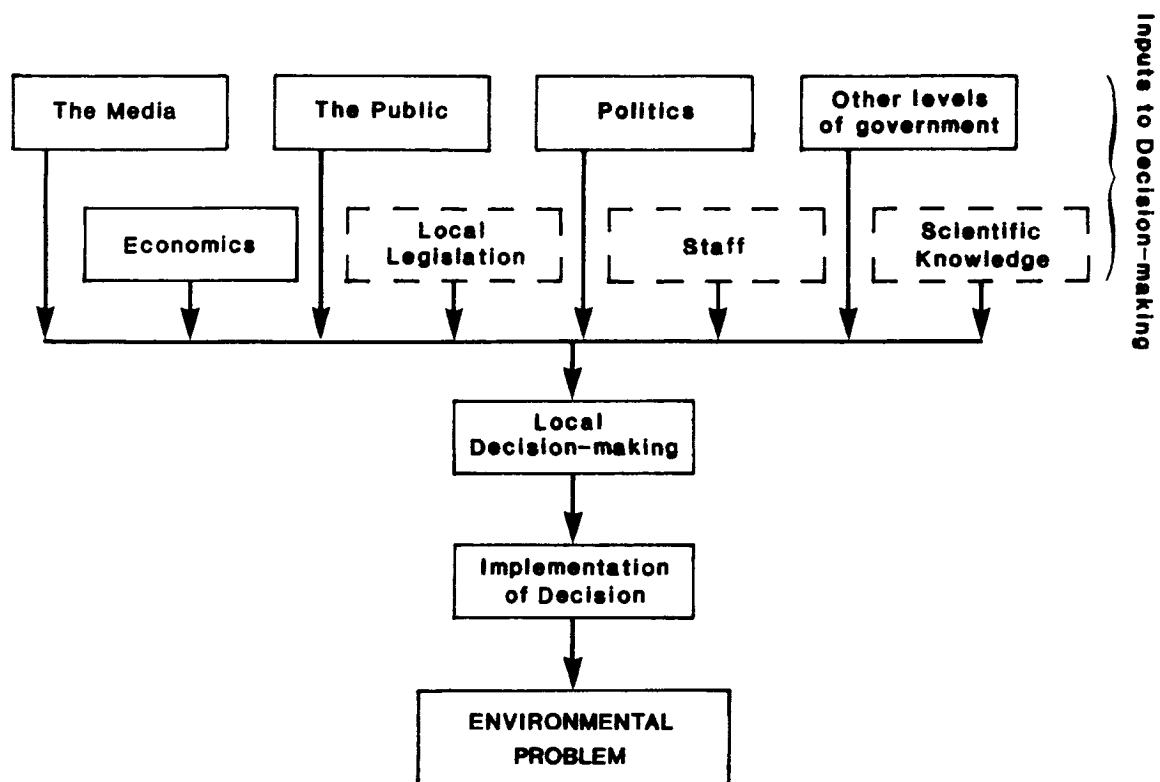 The Media
The Public
Politics
Other levels
of government
Economics
Local
Legislation
Staff
Scientific
Knowledge
Inputs to Decision-making
Local
Decision-making
Implementation
of Decision
ENVIRONMENTAL
PROBLEM